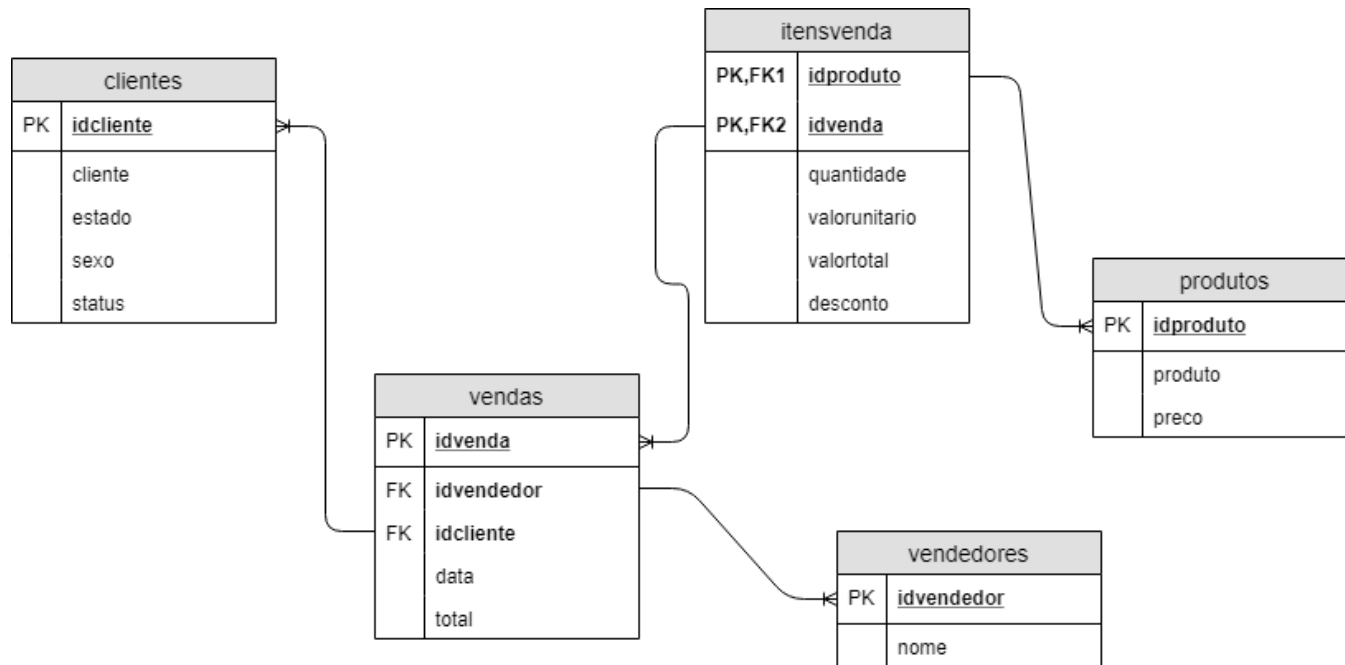 clientes
PK idcliente
cliente
estado
sexo
status
itensvenda
PK,FK1 idproduto
PK,FK2 idvenda
quantidade
valorunitario
valortotal
desconto
produtos
PK idproduto
produto
preco
vendas
PK idvenda
FK idvendedor
FK idcliente
data
total
vendedores
PK idvendedor
nome